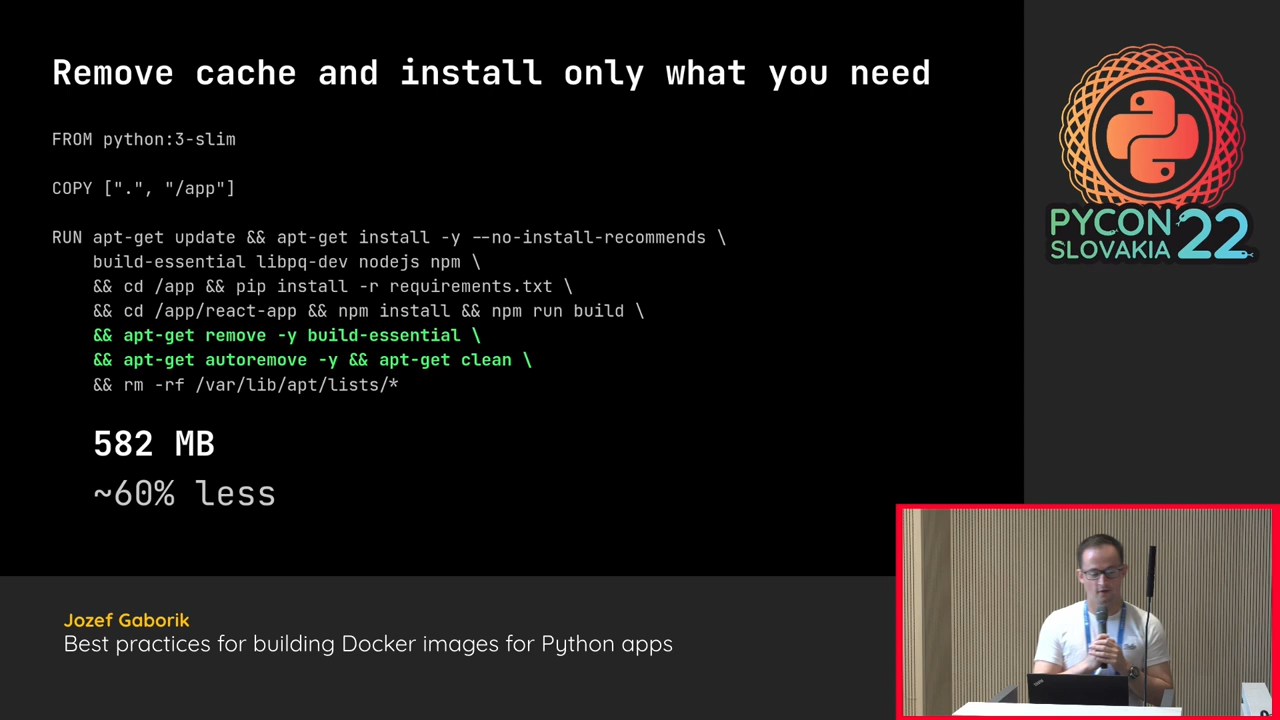 Remove cache and install only what you need
FROM python:3-slim
COPY [".", "/app"]
RUN apt-get update && apt-get install -y --no-install-recommends \
build-essential libpq-dev nodejs npm \
&& cd /app && pip install -r requirements.txt \
&& cd /app/react-app && npm install && npm run build \
&& apt-get remove -y build-essential \
&& apt-get autoremove -y && apt-get clean \
&& rm -rf /var/lib/apt/lists/*
582 MB
~60% less
PYCON
SLOVAKIA 22
Jozef Gaborik
Best practices for building Docker images for Python apps